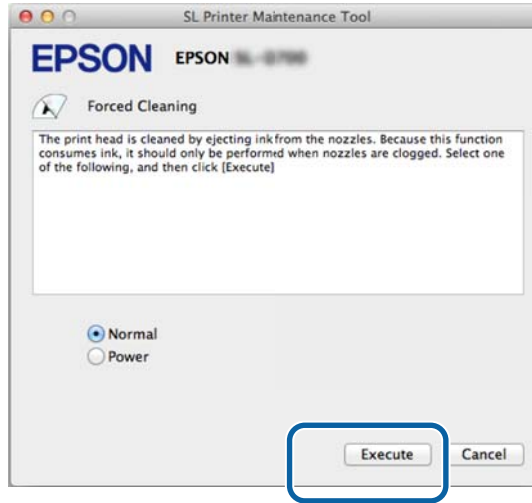 SL Printer Maintenance Tool
EPSON EPSON
Forced Cleaning
The print head is cleaned by ejecting ink from the nozzles. Because this function
consumes ink, it should only be performed when nozzles are clogged. Select one
of the following, and then click [Execute]
Normal
Power
Execute Cancel